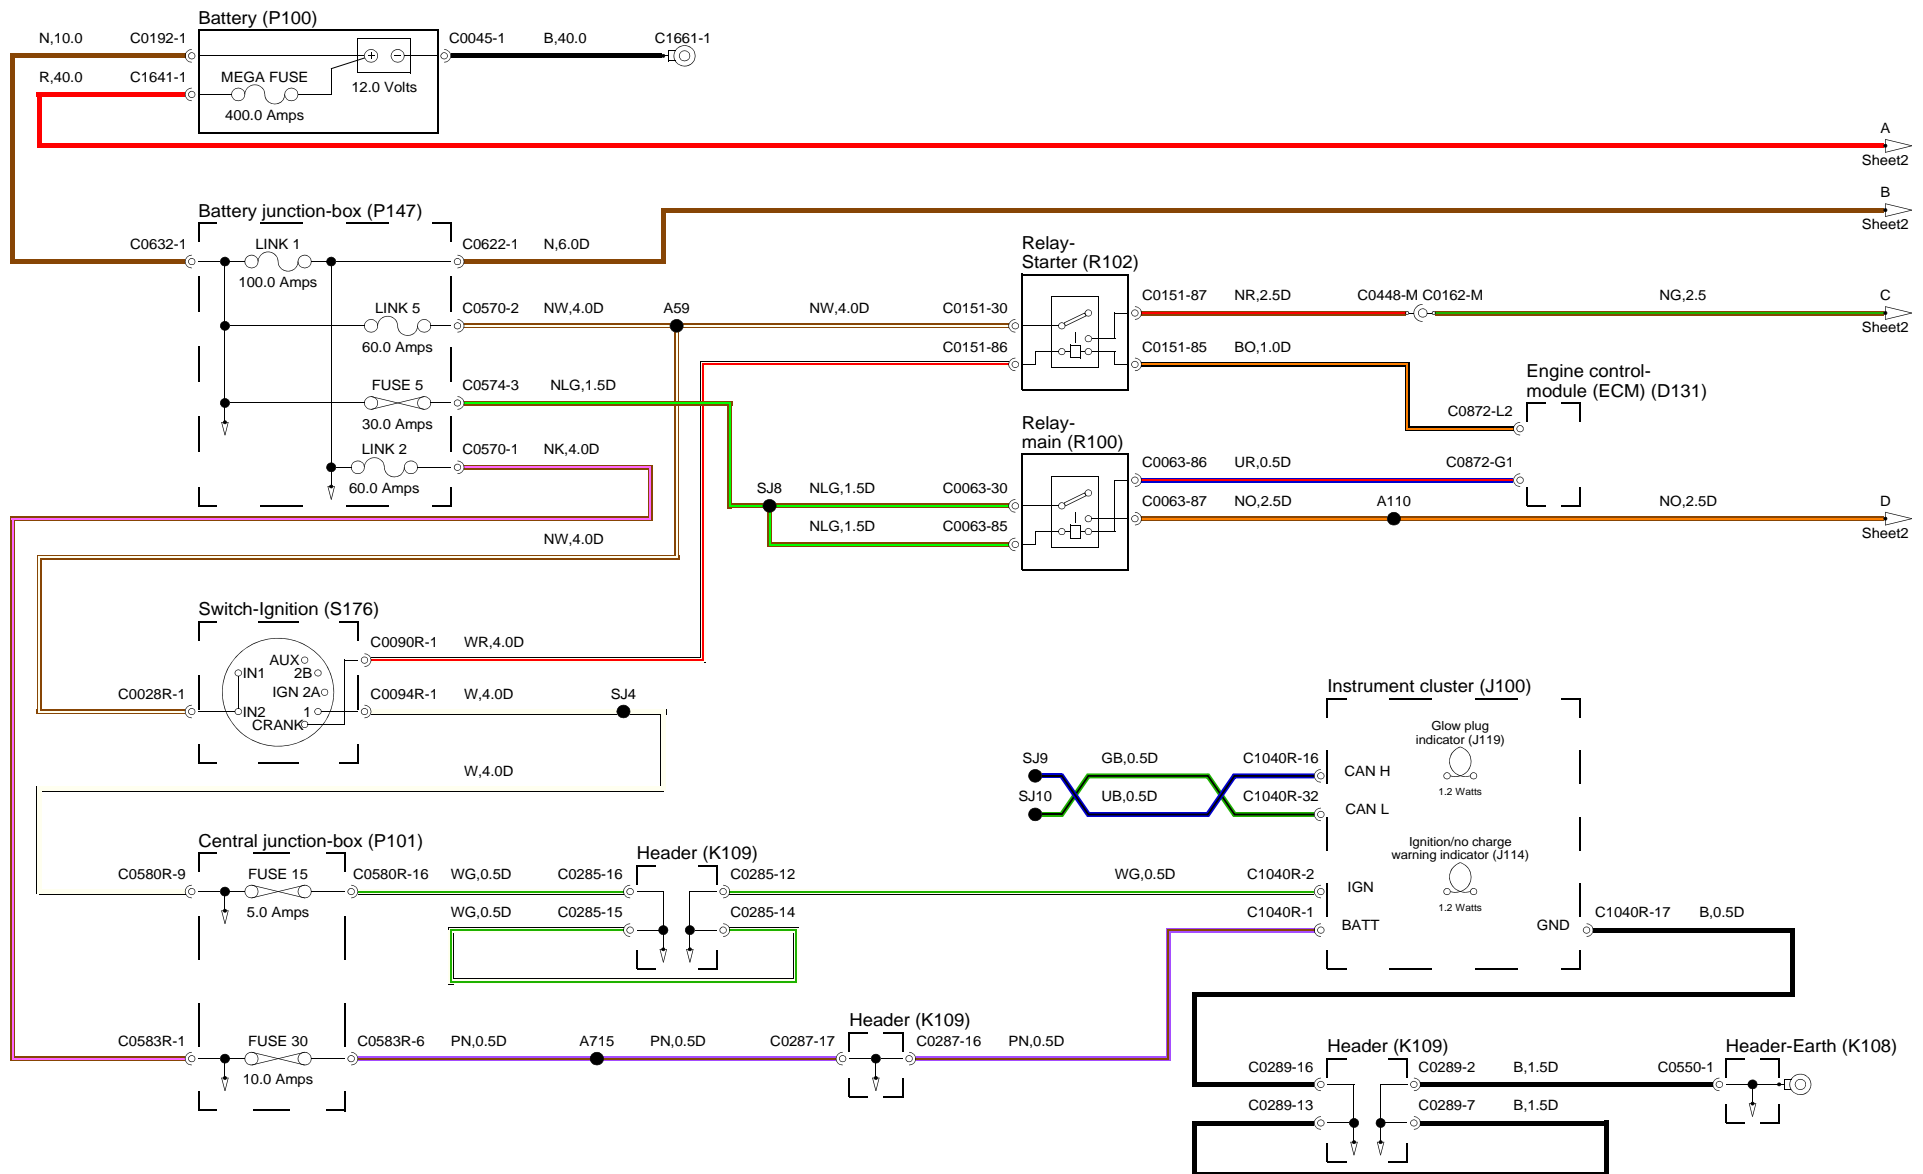 Battery (P100)
N,10.0 C0192-1 C0045-1 B,40.0 C1661-1
R,40.0 C1641-1 MEGA FUSE 12.0 Volts
400.0 Amps
A
Sheet2
B
Sheet2
Battery junction-box (P147)
C0632-1 LINK 1 C0622-1 N,6.0D
100.0 Amps
Relay-
Starter (R102)
LINK 5 C0570-2 NW,4.0D A59 NW,4.0D C0151-30 C0151-87 NR,2.5D C0448-M C0162-M NG,2.5 C
Sheet2
60.0 Amps C0151-86 C0151-85 BO,1.0D
Engine control-
module (ECM) (D131)
FUSE 5 C0574-3 NLG,1.5D
30.0 Amps
C0872-L2
Relay-
main (R100)
LINK 2 C0570-1 NK,4.0D
60.0 Amps
C0063-86 UR,0.5D C0872-G1
SJ8 NLG,1.5D C0063-30 C0063-87 NO,2.5D A110 NO,2.5D D
Sheet2
NLG,1.5D C0063-85
NW,4.0D
Switch-Ignition (S176)
C0090R-1 WR,4.0D
AUX
IN1 2B
IGN 2A
C0028R-1 IN2 1 C0094R-1 W,4.0D SJ4
CRANK
W,4.0D
Instrument cluster (J100)
Glow plug
indicator (J119)
SJ9 GB,0.5D C1040R-16 CAN H
1.2 Watts
SJ10 UB,0.5D C1040R-32 CAN L
Ignition/no charge
warning indicator (J114)
Central junction-box (P101)
Header (K109)
C0580R-9 FUSE 15 C0580R-16 WG,0.5D C0285-16 C0285-12 WG,0.5D C1040R-2 IGN
1.2 Watts
5.0 Amps WG,0.5D C0285-15 C0285-14 C1040R-1 BATT GND C1040R-17 B,0.5D
Header (K109)
C0583R-1 FUSE 30 C0583R-6 PN,0.5D A715 PN,0.5D C0287-17 C0287-16 PN,0.5D
10.0 Amps
Header (K109) Header-Earth (K108)
C0289-16 C0289-2 B,1.5D C0550-1
C0289-13 C0289-7 B,1.5D